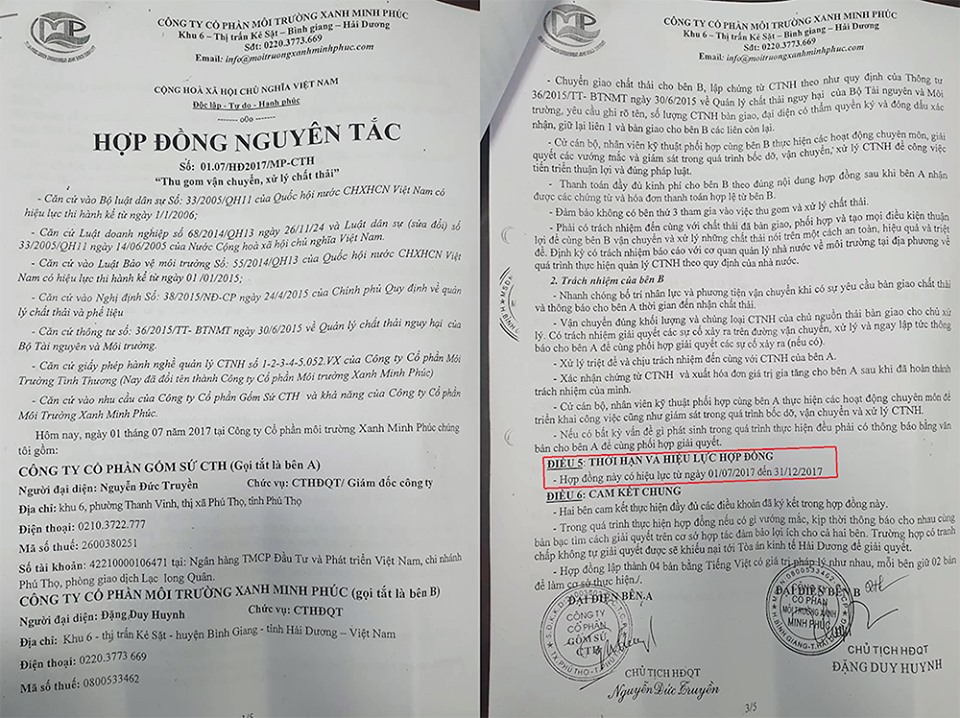 MP
CÔNG TY CỔ PHẦN MÔI TRƯỜNG XANH MINH PHÚC
Khu 6 – Thị trấn Kẻ Sặt – Bình giang – Hải Dương
Sđt: 0220.3773.669
Email: info@moitruongxanhminhphuc.com
CỘNG HOÀ XÃ HỘI CHỦ NGHĨA VIỆT NAM
Độc lập - Tự do - Hạnh phúc
-------- o0o --------
HỢP ĐỒNG NGUYÊN TẮC
Số: 01.07/HĐ2017/MP-CTH
“Thu gom vận chuyển, xử lý chất thải”
- Căn cứ vào Bộ luật dân sự Số: 33/2005/QH11 của Quốc hội nước CHXHCN Việt Nam có
hiệu lực thi hành kể từ ngày 1/1/2006;
- Căn cứ Luật doanh nghiệp số 68/2014/QH13 ngày 26/11/24 và Luật dân sự (sửa đổi) số
33/2005/QH11 ngày 14/06/2005 của Nước Cộng hoà xã hội chủ nghĩa Việt Nam.
- Căn cứ vào Luật Bảo vệ môi trường Số: 55/2014/QH13 của Quốc hội nước CHXHCN Việt
Nam có hiệu lực thi hành kể từ ngày 01 /01/2015;
- Căn cứ vào Nghị định Số: 38/2015/NĐ-CP ngày 24/4/2015 của Chính phủ Quy định về quản
lý chất thải và phế liệu
- Căn cứ thông tư số: 36/2015/TT- BTNMT ngày 30/6/2015 về Quản lý chất thải nguy hại của
Bộ Tài nguyên và Môi trường.
- Căn cứ giấy phép hành nghề quản lý CTNH số 1-2-3-4-5.052.VX của Công ty Cổ phần Môi
Trường Tình Thương (Nay đã đổi tên thành Công ty Cổ phần Môi Trường Xanh Minh Phúc)
- Căn cứ vào nhu cầu của Công ty Cổ phần Gốm Sứ CTH và khả năng của Công ty Cổ phần
Môi Trường Xanh Minh Phúc.
Hôm nay, ngày 01 tháng 07 năm 2017 tại Công ty Cổ phần môi trường Xanh Minh Phúc chúng
tôi gồm:
CÔNG TY CỔ PHẦN GỐM SỨ CTH (Gọi tắt là bên A)
Người đại diện: Nguyễn Đức Truyền Chức vụ: CTHĐQT/ Giám đốc công ty
Địa chỉ: khu 6, phường Thanh Vinh, thị xã Phú Thọ, tỉnh Phú Thọ
Điện thoại: 0210.3722.777
Mã số thuế: 2600380251
Số tài khoản: 42210000106471 tại: Ngân hàng TMCP Đầu Tư và Phát triển Việt Nam, chi nhánh
Phú Thọ, phòng giao dịch Lạc long Quân.
CÔNG TY CỔ PHẦN MÔI TRƯỜNG XANH MINH PHÚC (gọi tắt là bên B)
Người đại diện: Đặng Duy Huynh Chức vụ: CTHĐQT
Địa chỉ: Khu 6 - thị trấn Kẻ Sặt - huyện Bình Giang - tỉnh Hải Dương – Việt Nam
Điện thoại: 0220.3773 669
Mã số thuế: 0800533462
1/5
MP
CÔNG TY CỔ PHẦN MÔI TRƯỜNG XANH MINH PHÚC
Khu 6 – Thị trấn Kẻ Sặt – Bình giang – Hải Dương
Sđt: 0220.3773.669
Email: info@moitruongxanhminhphuc.com
- Chuyển giao chất thải cho bên B, lập chứng từ CTNH theo như quy định của Thông tư
36/2015/TT- BTNMT ngày 30/6/2015 về Quản lý chất thải nguy hại của Bộ Tài nguyên và Môi
trường, yêu cầu ghi rõ tên, số lượng CTNH bàn giao, đại diện có thẩm quyền ký và đóng dấu xác
nhận, giữ lại liên 1 và bàn giao cho bên B các liên còn lại.
- Cử cán bộ, nhân viên kỹ thuật phối hợp cùng bên B thực hiện các hoạt động chuyên môn, giải
quyết các vướng mắc và giám sát trong quá trình bốc dỡ, vận chuyển, xử lý CTNH để công việc
tiến triển thuận lợi và đúng pháp luật.
- Thanh toán đầy đủ kinh phí cho bên B theo đúng nội dung hợp đồng sau khi bên A nhận
được các chứng từ và hóa đơn thanh toán hợp lệ từ bên B.
- Đảm bảo không có bên thứ 3 tham gia vào việc thu gom và xử lý chất thải.
- Phải có trách nhiệm đến cùng với chất thải đã bàn giao, phối hợp và tạo mọi điều kiện thuận
lợi để cùng bên B vận chuyển và xử lý những chất thải nói trên một cách an toàn, hiệu quả và triệt
để. Định kỳ có trách nhiệm báo cáo với cơ quan quản lý nhà nước về môi trường tại địa phương về
quá trình thực hiện quản lý CTNH theo quy định của nhà nước.
2. Trách nhiệm của bên B
- Nhanh chóng bố trí nhân lực và phương tiện vận chuyển khi có sự yêu cầu bàn giao chất thải
và thông báo cho bên A thời gian đến nhận chất thải.
- Vận chuyển đúng khối lượng và chủng loại CTNH của chủ nguồn thải bàn giao cho chủ xử
lý. Có trách nhiệm giải quyết các sự cố xảy ra trên đường vận chuyển, xử lý và ngay lập tức thông
báo cho bên A để cùng phối hợp giải quyết các sự cố xảy ra (nếu có).
- Xử lý triệt để và chịu trách nhiệm đến cùng với CTNH của bên A.
- Xác nhận chứng từ CTNH và xuất hóa đơn giá trị gia tăng cho bên A sau khi đã hoàn thành
trách nhiệm của mình.
- Cử cán bộ, nhân viên kỹ thuật phối hợp cùng bên A thực hiện các hoạt động chuyên môn để
triển khai công việc cũng như giám sát trong quá trình bốc dỡ, vận chuyển và xử lý CTNH.
- Nếu có bất kỳ vấn đề gì phát sinh trong quá trình thực hiện đều phải có thông báo bằng văn
bản cho bên A để cùng phối hợp giải quyết.
ĐIỀU 5: THỜI HẠN VÀ HIỆU LỰC HỢP ĐỒNG
- Hợp đồng này có hiệu lực từ ngày 01/07/2017 đến 31/12/2017
ĐIỀU 6: CAM KẾT CHUNG
- Hai bên cam kết thực hiện đầy đủ các điều khoản đã ký kết trong hợp đồng này.
- Trong quá trình thực hiện hợp đồng nếu có gì vướng mắc, kịp thời thông báo cho nhau cùng
bàn bạc tìm cách giải quyết trên cơ sở hợp tác đảm bảo lợi ích cho cả hai bên. Trường hợp có tranh
chấp không tự giải quyết được sẽ khiếu nại tới Tòa án kinh tế Hải Dương để giải quyết.
- Hợp đồng lập thành 04 bản bằng Tiếng Việt có giá trị pháp lý như nhau, mỗi bên giữ 02 bản
để làm cơ sở thực hiện./.
ĐẠI DIỆN BÊN A ĐẠI DIỆN BÊN B
CÔNG TY
CỔ PHẦN
GỐM SỨ
CTH
CỔ PHẦN
MÔI TRƯỜNG XANH
MINH PHÚC
CHỦ TỊCH HĐQT
Nguyễn Đức Truyền
CHỦ TỊCH HĐQT
ĐẶNG DUY HUYNH
3/5